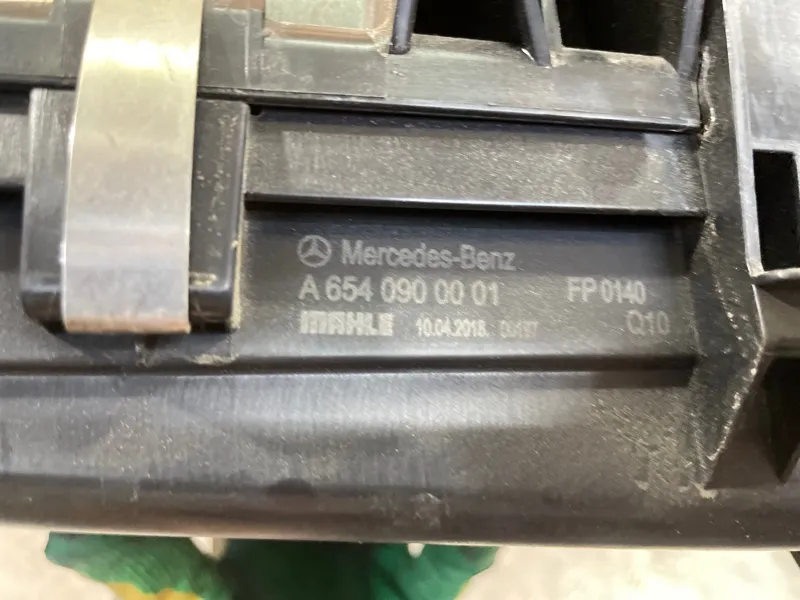 Mercedes-Benz
A 654 090 00 01 FP 0140
MAHLE 10.04.2018. Q10